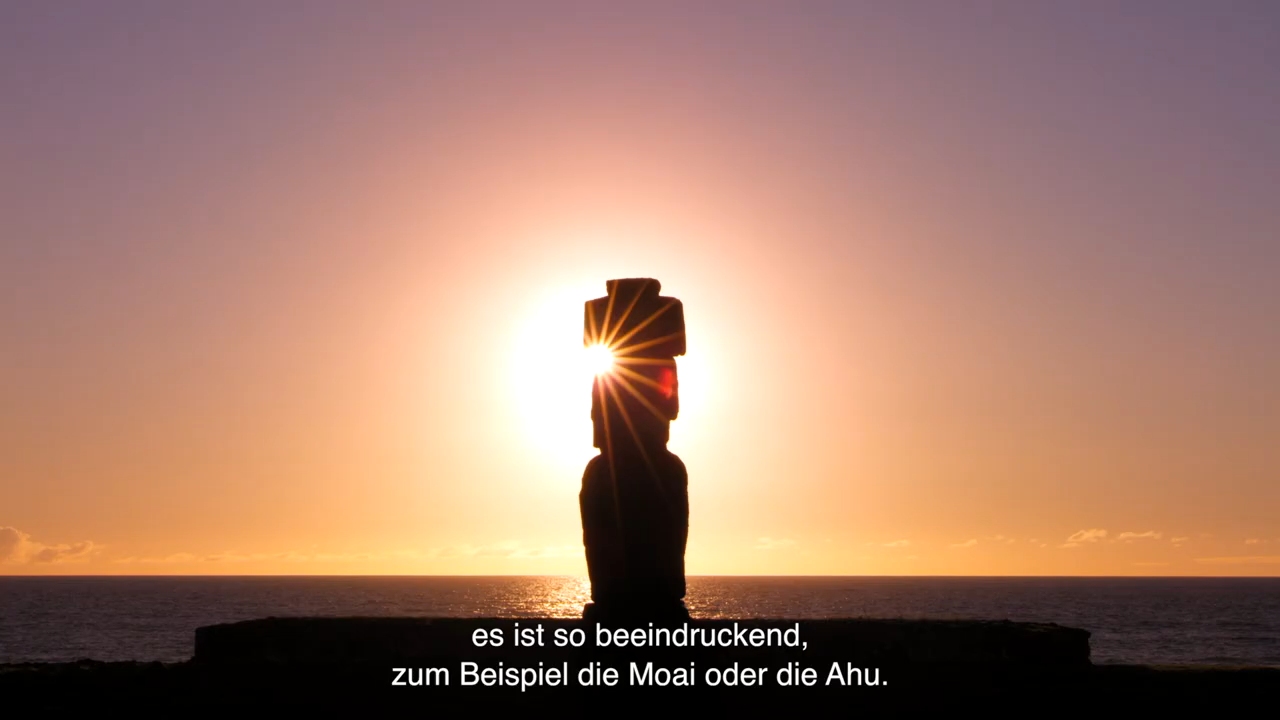 es ist so beeindruckend,
zum Beispiel die Moai oder die Ahu.